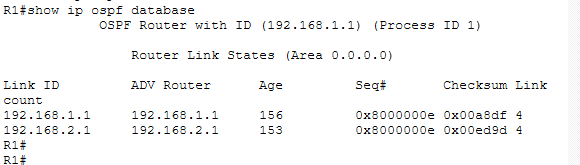 R1#show ip ospf database
OSPF Router with ID (192.168.1.1) (Process ID 1)
Router Link States (Area 0.0.0.0)
Link ID ADV Router Age Seq# Checksum Link
count
192.168.1.1 192.168.1.1 156 0x8000000e 0x00a8df 4
192.168.2.1 192.168.2.1 153 0x8000000e 0x00ed9d 4
R1#
R1#